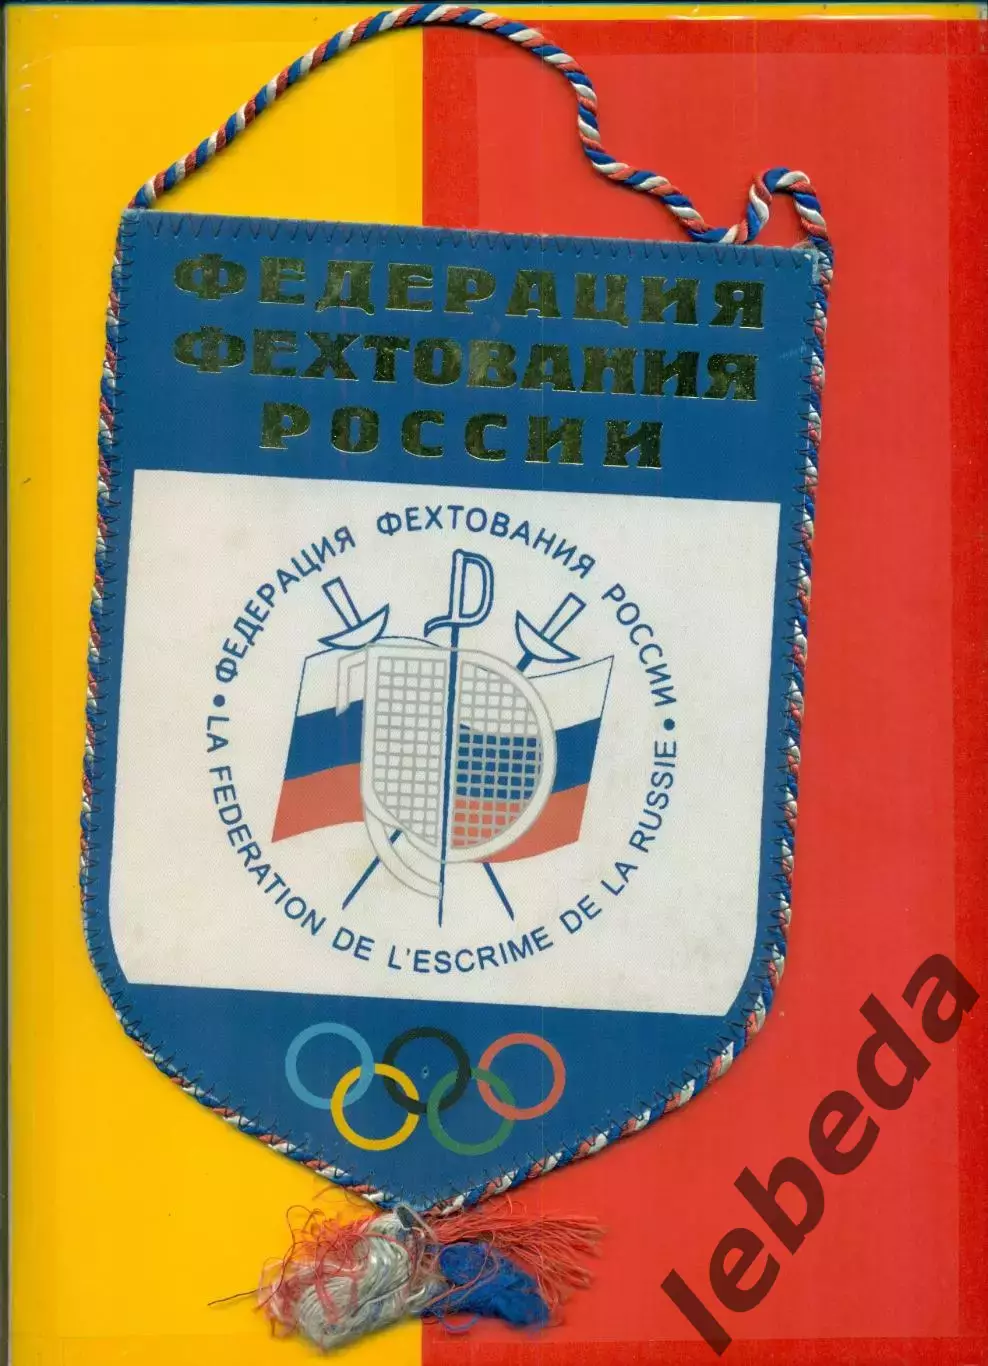 ФЕДЕРАЦИЯ
ФЕХТОВАНИЯ
РОССИИ
ФЕДЕРАЦИЯ ФЕХТОВАНИЯ РОССИИ
• LA FEDERATION DE L'ESCRIME DE LA RUSSIE •
lebeda